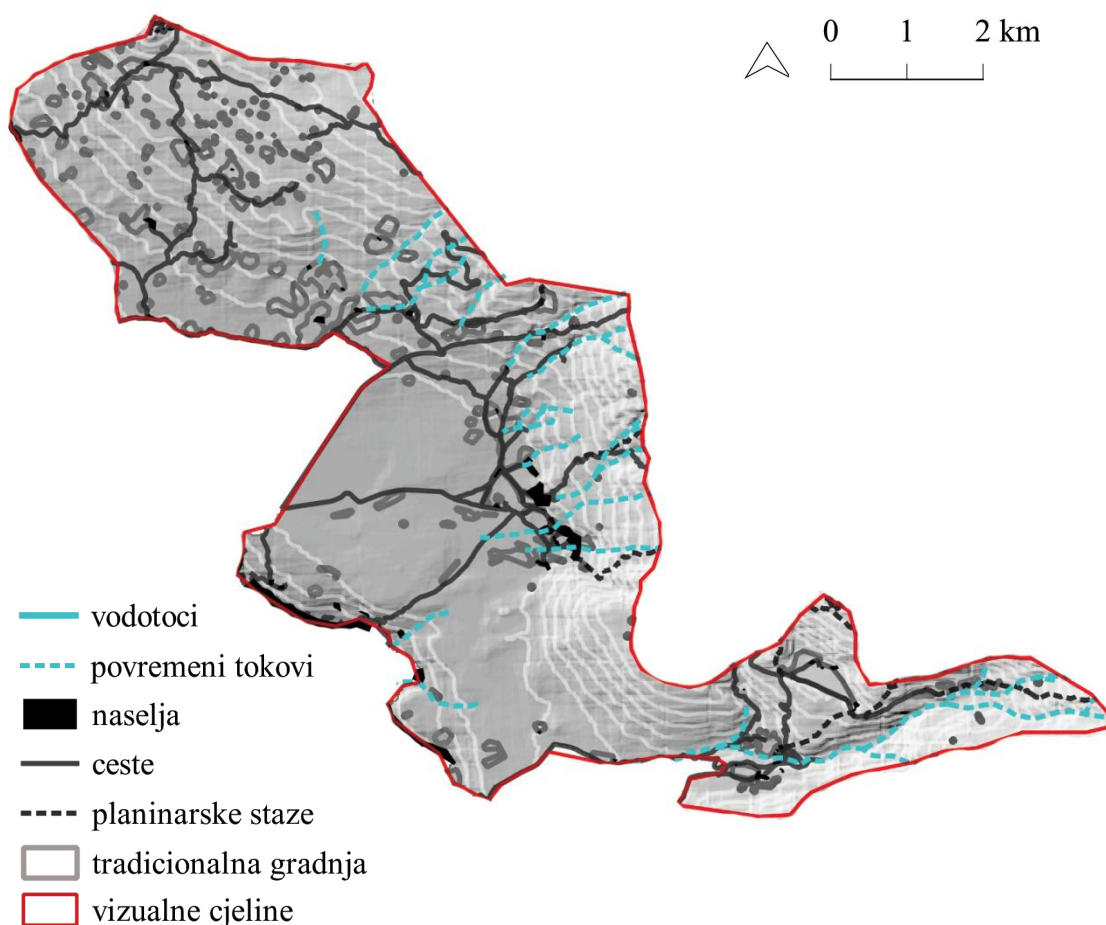 0 1 2 km
vodotoci
povremeni tokovi
naselja
ceste
planinarske staze
tradicionalna gradnja
vizualne cjeline